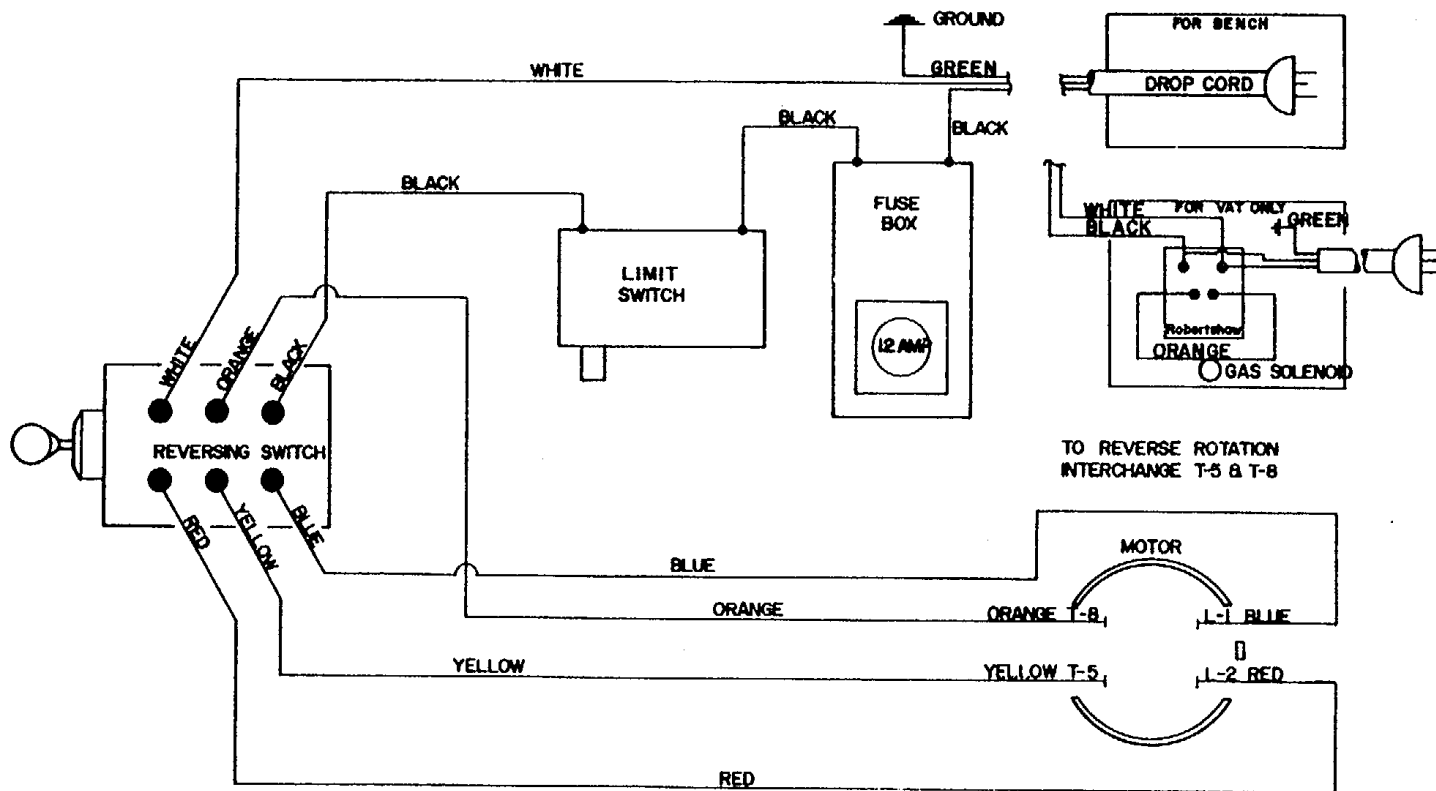 GROUND
FOR BENCH
WHITE
GREEN
DROP CORD
BLACK
BLACK
BLACK
FUSE
BOX
WHITE
FOR VAT ONLY
BLACK
GREEN
LIMIT
SWITCH
12 AMP
Robertshaw
ORANGE
GAS SOLENOID
WHITE
ORANGE
BLACK
REVERSING SWITCH
TO REVERSE ROTATION
INTERCHANGE T-5 & T-8
RED
YELLOW
BLUE
MOTOR
BLUE
ORANGE
ORANGE T-8
L-1 BLUE
YELLOW
YELLOW T-5
L-2 RED
RED